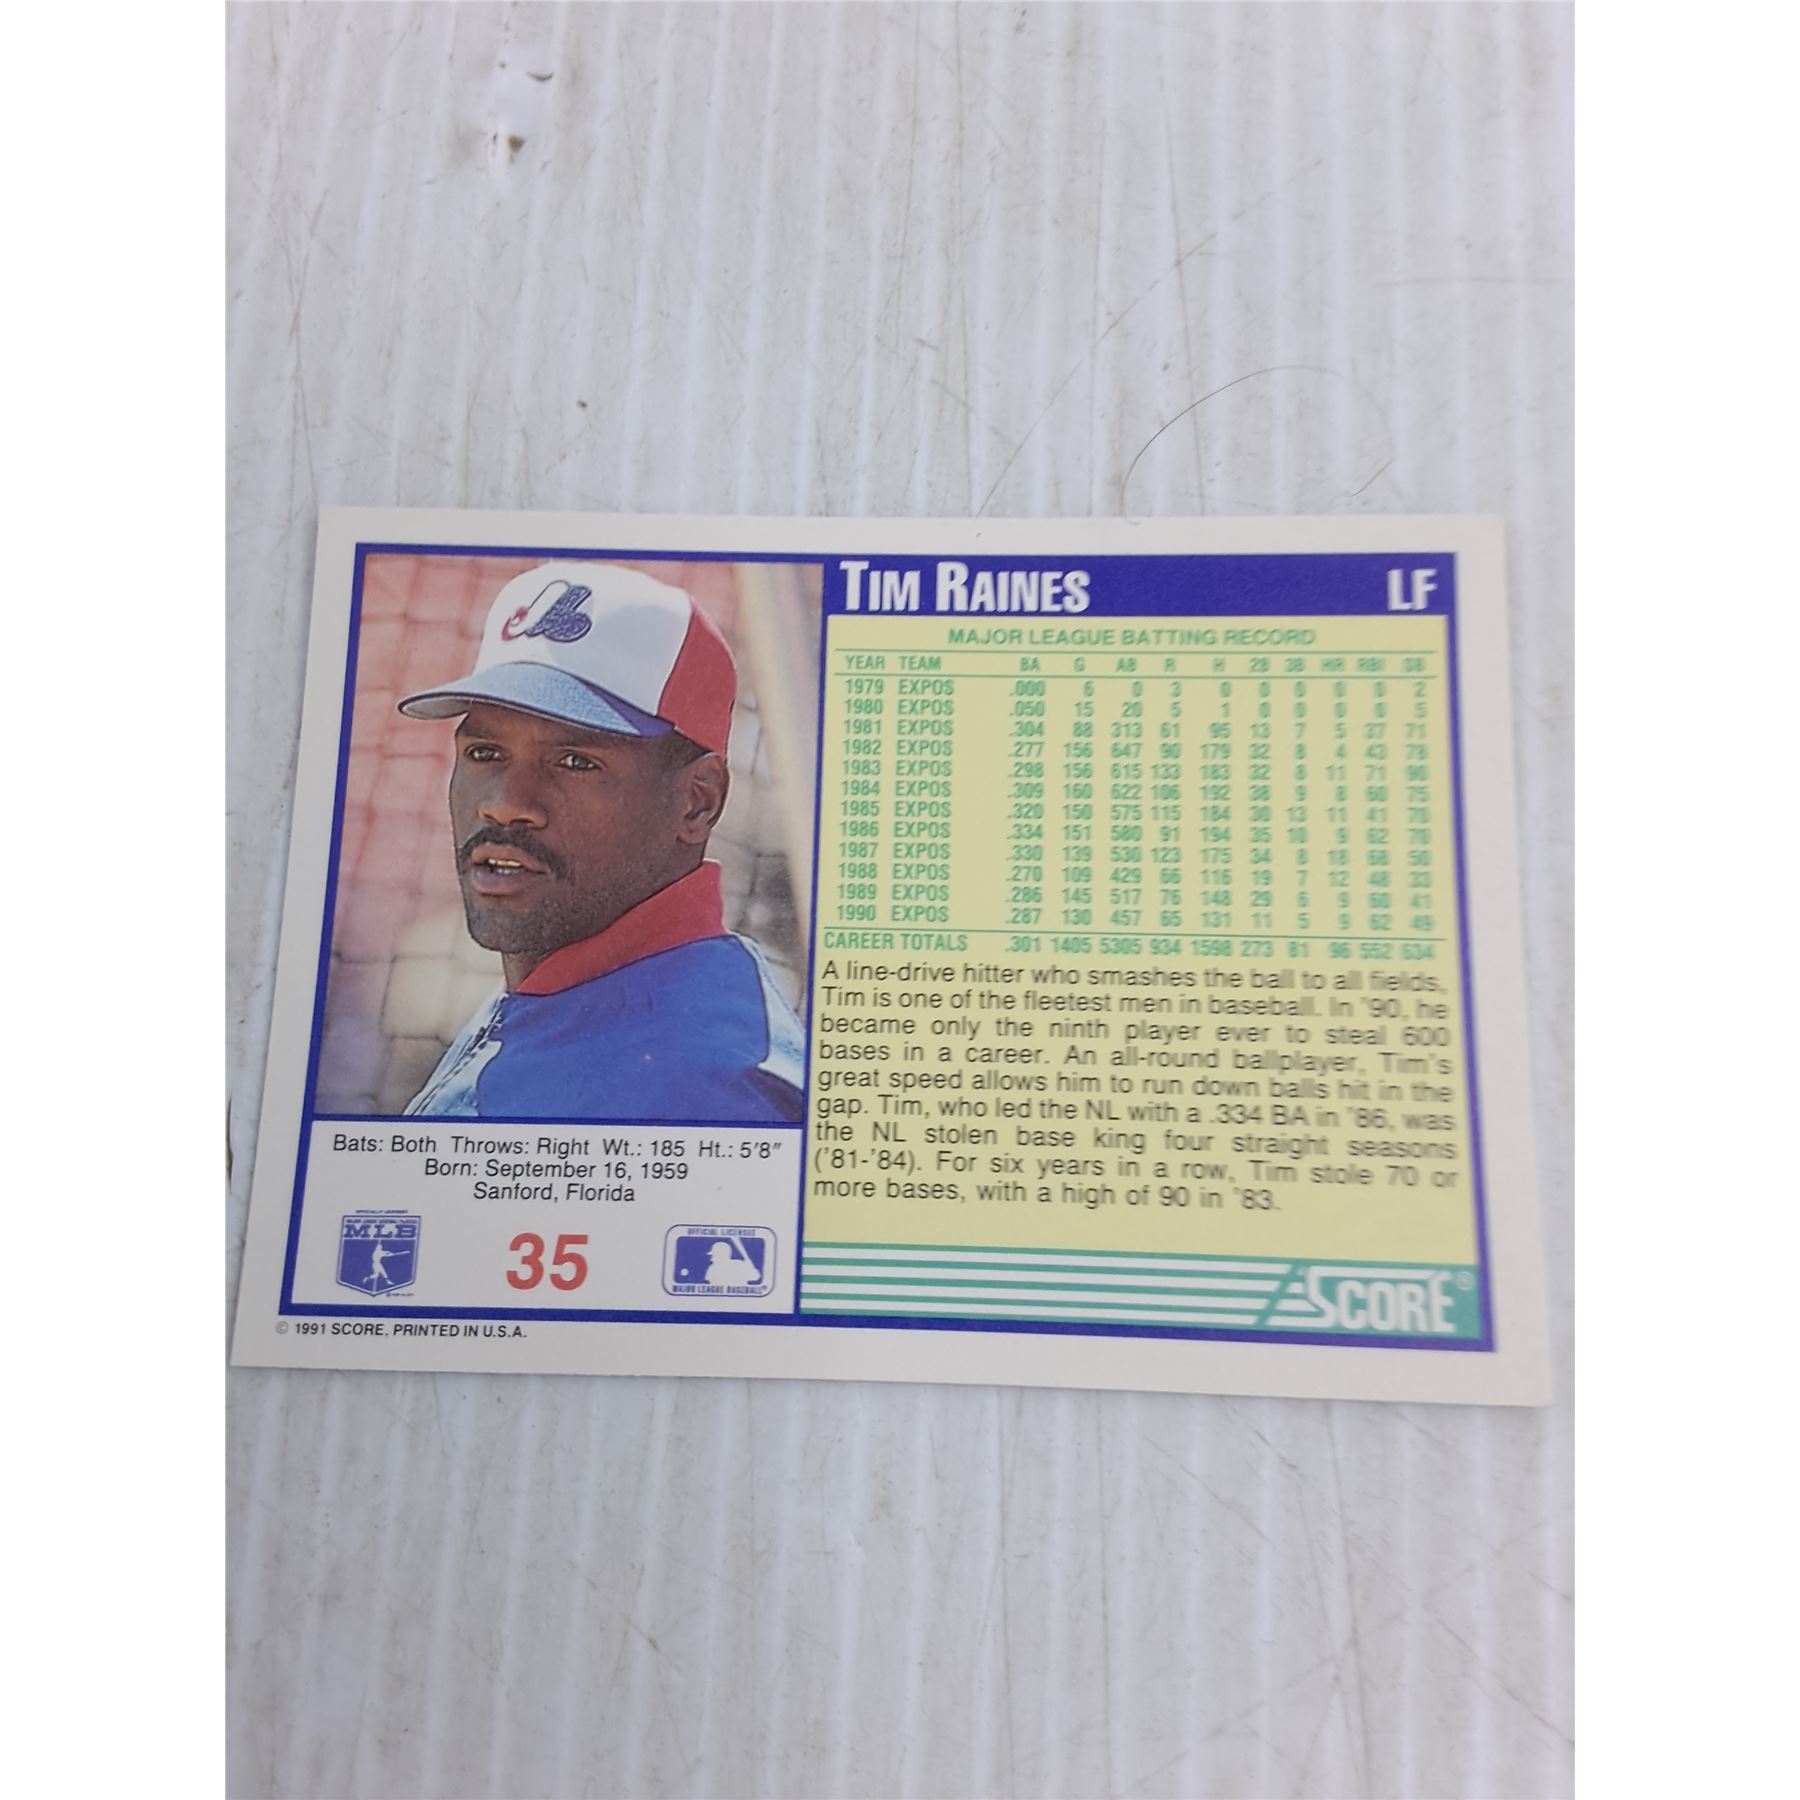 TIM RAINES LF
MAJOR LEAGUE BATTING RECORD
YEAR TEAM BA G AB R H 2B 3B HR RBI SB
1979 EXPOS .000 6 0 3 0 0 0 0 0 2
1980 EXPOS .050 15 20 5 1 0 0 0 0 5
1981 EXPOS .304 88 313 61 95 13 7 5 37 71
1982 EXPOS .277 156 647 90 179 32 8 4 43 78
1983 EXPOS .298 156 615 133 183 32 8 11 71 90
1984 EXPOS .309 160 622 106 192 38 9 8 60 75
1985 EXPOS .320 150 575 115 184 30 13 11 41 70
1986 EXPOS .334 151 580 91 194 35 10 9 62 70
1987 EXPOS .330 139 530 123 175 34 8 18 68 50
1988 EXPOS .270 109 429 66 116 19 7 12 48 33
1989 EXPOS .286 145 517 76 148 29 6 9 60 41
1990 EXPOS .287 130 457 65 131 11 5 9 62 49
CAREER TOTALS .301 1405 5305 934 1598 273 81 96 552 634
A line-drive hitter who smashes the ball to all fields,
Tim is one of the fleetest men in baseball. In '90, he
became only the ninth player ever to steal 600
bases in a career. An all-round ballplayer, Tim's
great speed allows him to run down balls hit in the
gap. Tim, who led the NL with a .334 BA in '86, was
the NL stolen base king four straight seasons
('81-'84). For six years in a row, Tim stole 70 or
more bases, with a high of 90 in '83.
Bats: Both Throws: Right Wt.: 185 Ht.: 5'8"
Born: September 16, 1959
Sanford, Florida
MLB
35
OFFICIAL LICENSEE
MAJOR LEAGUE BASEBALL
SCORE®
© 1991 SCORE, PRINTED IN U.S.A.